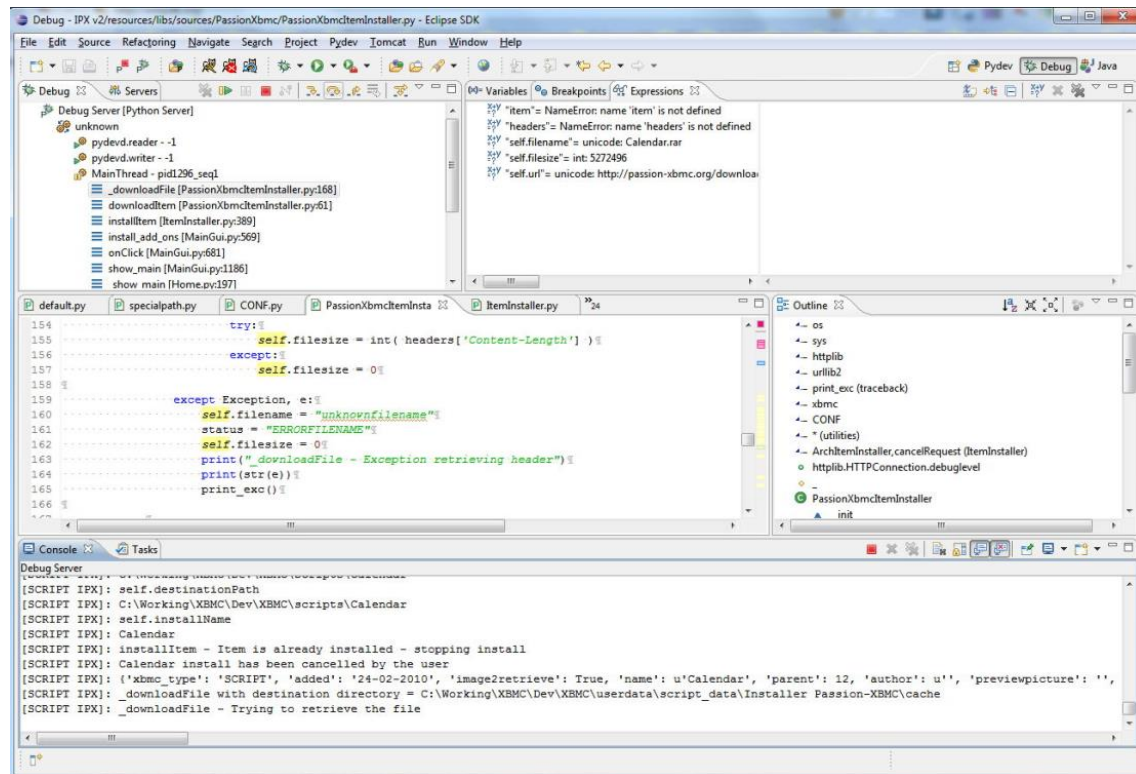 Debug - IPX v2/resources/libs/sources/PassionXbmc/PassionXbmcItemInstaller.py - Eclipse SDK
File Edit Source Refactoring Navigate Search Project Pydev Tomcat Run Window Help
Pydev Debug Java
Debug Servers
Debug Server [Python Server]
unknown
pydevd.reader - -1
pydevd.writer - -1
MainThread - pid1296_seq1
_downloadFile [PassionXbmcItemInstaller.py:168]
downloadItem [PassionXbmcItemInstaller.py:61]
installItem [ItemInstaller.py:389]
install_add_ons [MainGui.py:569]
onClick [MainGui.py:681]
show_main [MainGui.py:1186]
show_main [Home.py:197]
Variables Breakpoints Expressions
"item"= NameError: name 'item' is not defined
"headers"= NameError: name 'headers' is not defined
"self.filename"= unicode: Calendar.rar
"self.filesize"= int: 5272496
"self.url"= unicode: http://passion-xbmc.org/downloa
default.py specialpath.py CONF.py PassionXbmcItemInsta ItemInstaller.py »24
154 try:
155 self.filesize = int( headers['Content-Length'] )
156 except:
157 self.filesize = 0
158
159 except Exception, e:
160 self.filename = "unknownfilename"
161 status = "ERRORFILENAME"
162 self.filesize = 0
163 print("_downloadFile - Exception retrieving header")
164 print(str(e))
165 print_exc()
166
Outline
os
sys
httplib
urllib2
print_exc (traceback)
xbmc
CONF
* (utilities)
ArchItemInstaller,cancelRequest (ItemInstaller)
httplib.HTTPConnection.debuglevel
_
PassionXbmcItemInstaller
init
Console Tasks
Debug Server
[SCRIPT IPX]: C:\Working\XBMC\Dev\XBMC\scripts\Calendar
[SCRIPT IPX]: self.destinationPath
[SCRIPT IPX]: C:\Working\XBMC\Dev\XBMC\scripts\Calendar
[SCRIPT IPX]: self.installName
[SCRIPT IPX]: Calendar
[SCRIPT IPX]: installItem - Item is already installed - stopping install
[SCRIPT IPX]: Calendar install has been cancelled by the user
[SCRIPT IPX]: {'xbmc_type': 'SCRIPT', 'added': '24-02-2010', 'image2retrieve': True, 'name': u'Calendar', 'parent': 12, 'author': u'', 'previewpicture': '',
[SCRIPT IPX]: _downloadFile with destination directory = C:\Working\XBMC\Dev\XBMC\userdata\script_data\Installer Passion-XBMC\cache
[SCRIPT IPX]: _downloadFile - Trying to retrieve the file